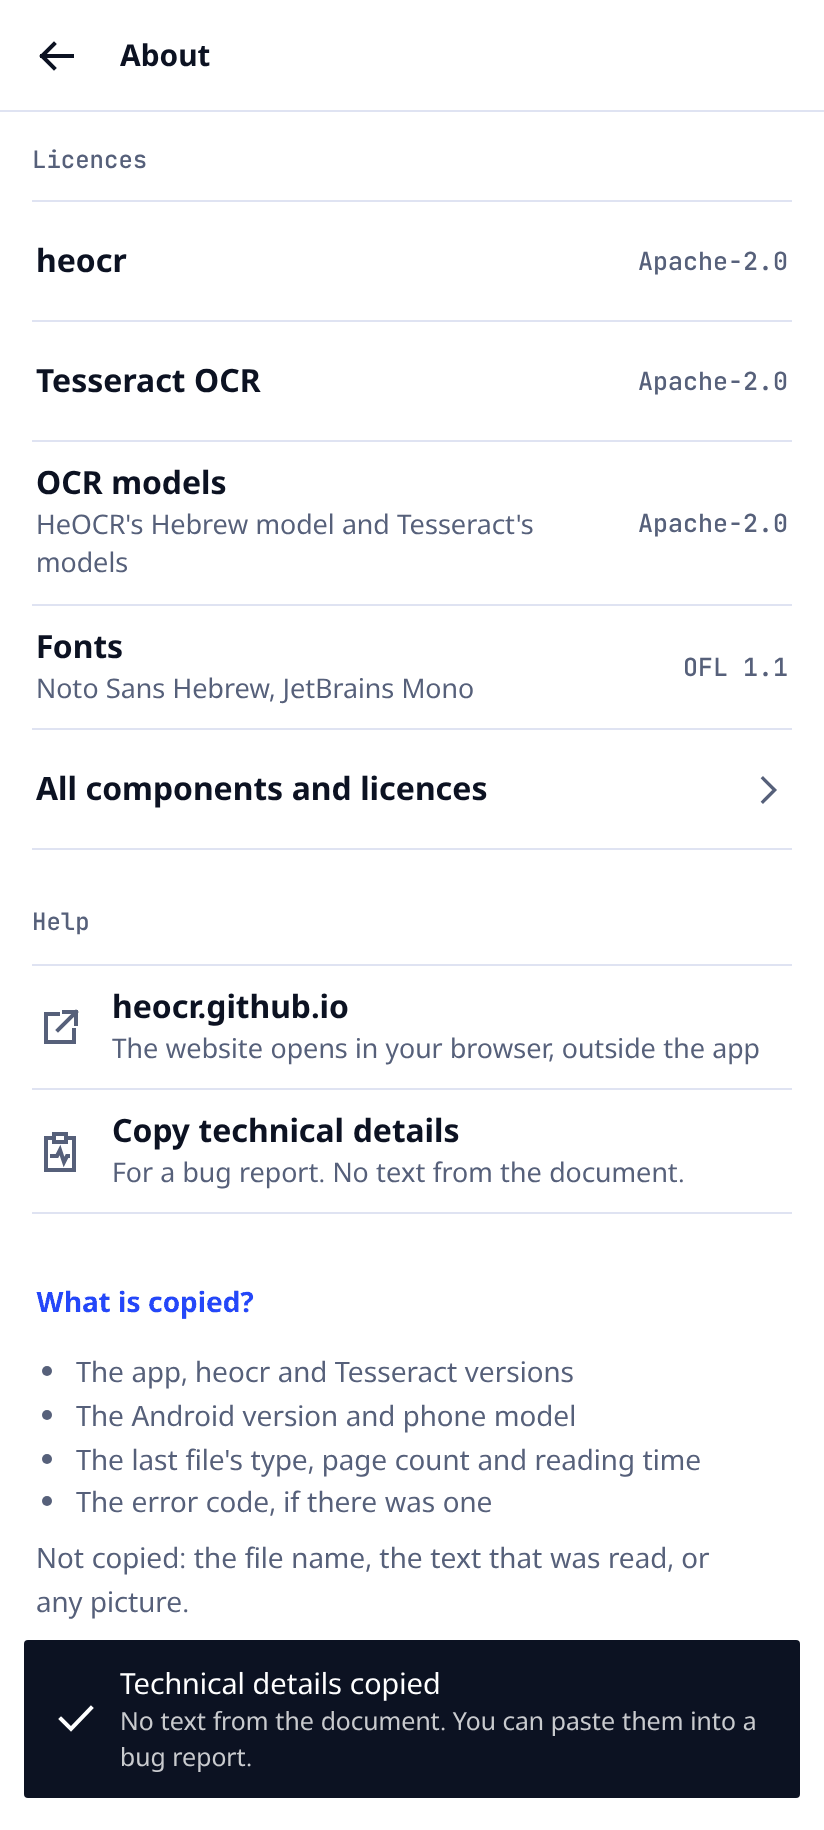 About
Licences
heocr
Apache-2.0
Tesseract OCR
Apache-2.0
OCR models
HeOCR's Hebrew model and Tesseract's
models
Apache-2.0
Fonts
Noto Sans Hebrew, JetBrains Mono
OFL 1.1
All components and licences
Help
heocr.github.io
The website opens in your browser, outside the app
Copy technical details
For a bug report. No text from the document.
What is copied?
• The app, heocr and Tesseract versions
• The Android version and phone model
• The last file's type, page count and reading time
• The error code, if there was one
Not copied: the file name, the text that was read, or
any picture.
Technical details copied
No text from the document. You can paste them into a
bug report.